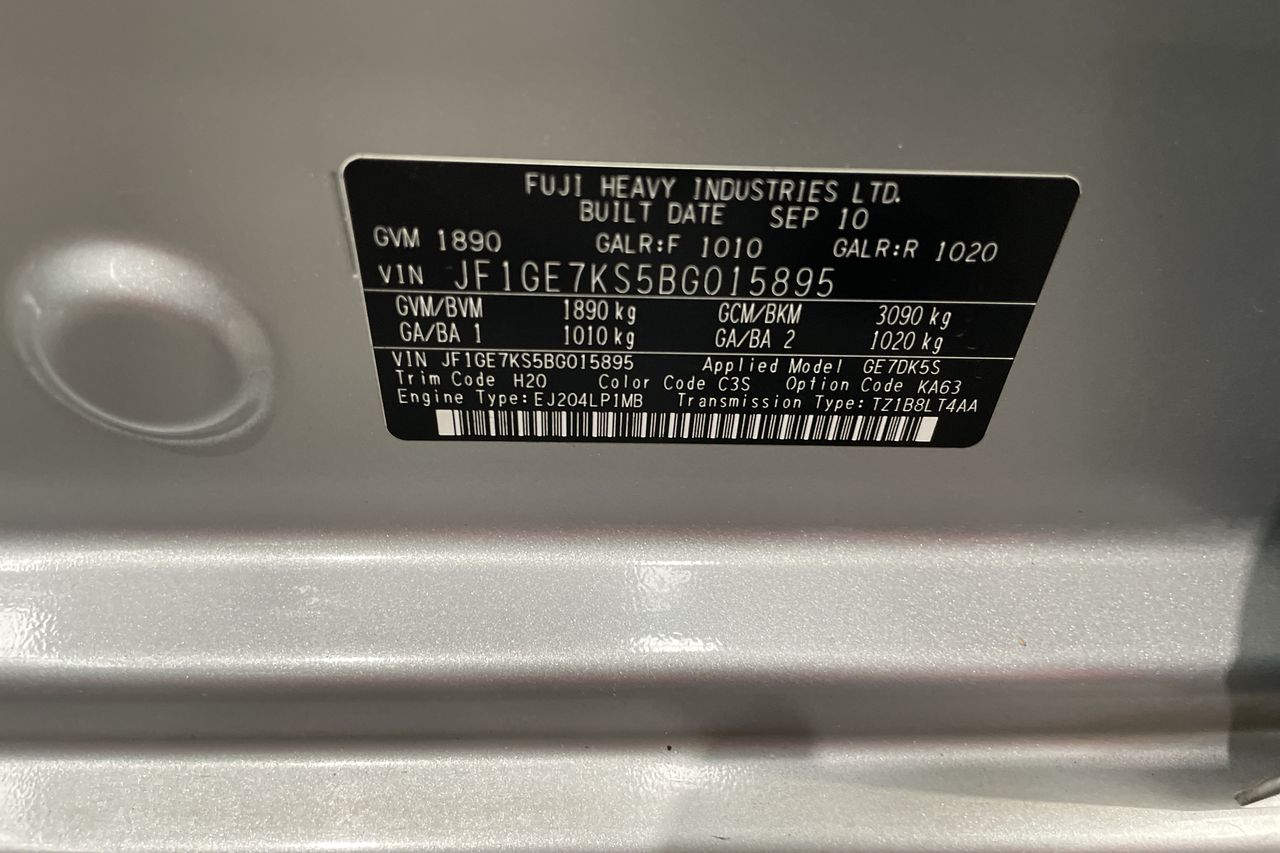 FUJI HEAVY INDUSTRIES LTD.
BUILT DATE SEP 10
GVM 1890 GALR:F 1010 GALR:R 1020
VIN JF1GE7KS5BG015895
GVM/BVM 1890 kg GCM/BKM 3090 kg
GA/BA 1 1010 kg GA/BA 2 1020 kg
VIN JF1GE7KS5BG015895 Applied Model GE7DK5S
Trim Code H20 Color Code C3S Option Code KA63
Engine Type:EJ204LP1MB Transmission Type:TZ1B8LT4AA